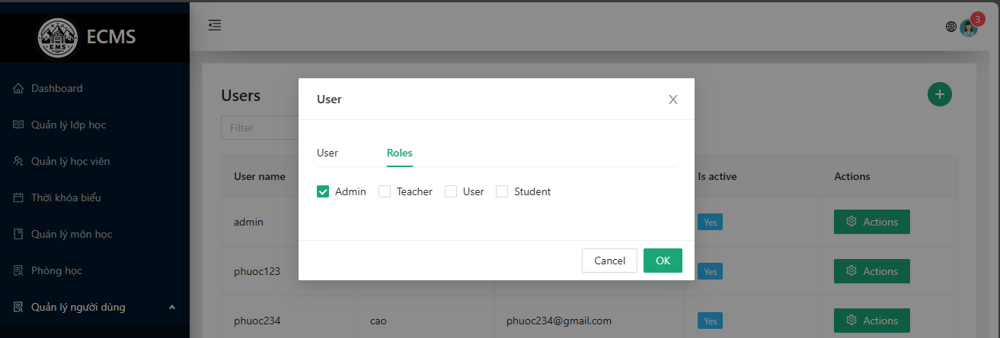 ECMS
EMS
3
Dashboard
Quản lý lớp học
Quản lý học viên
Thời khóa biểu
Quán lý môn học
Phòng học
Quản lý người dùng
Users
Filter
User name
Is active
Actions
admin
Yes
Actions
phuoc123
Yes
Actions
phuoc234
cao
phuoc234@gmail.com
Yes
Actions
User
User
Roles
Admin
Teacher
User
Student
Cancel
OK